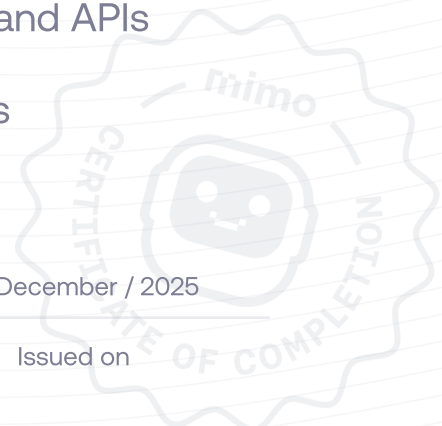 and APIs
mimo
s
CERTIFICATE OF COMPLETION
December / 2025
Issued on